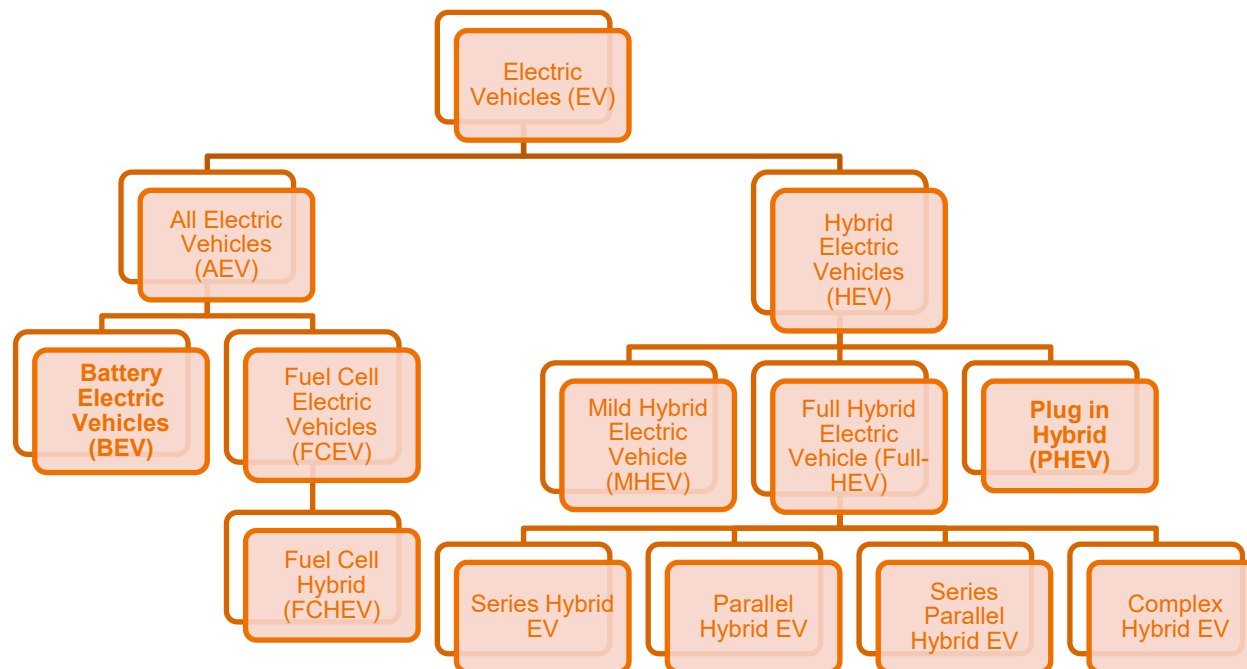 Electric
Vehicles (EV)
All Electric
Vehicles
(AEV)
Hybrid
Electric
Vehicles
(HEV)
Battery
Electric
Vehicles
(BEV)
Fuel Cell
Electric
Vehicles
(FCEV)
Mild Hybrid
Electric
Vehicle
(MHEV)
Full Hybrid
Electric
Vehicle (Full-
HEV)
Plug in
Hybrid
(PHEV)
Fuel Cell
Hybrid
(FCHEV)
Series Hybrid
EV
Parallel
Hybrid EV
Series
Parallel
Hybrid EV
Complex
Hybrid EV